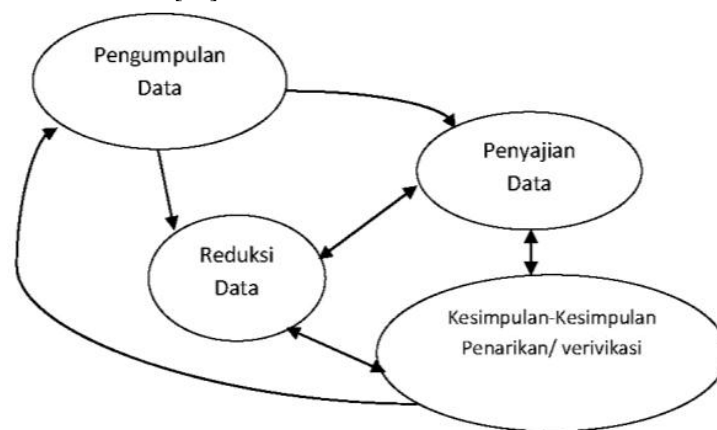 Pengumpulan
Data
Penyajian
Data
Reduksi
Data
Kesimpulan-Kesimpulan
Penarikan/ verivikasi